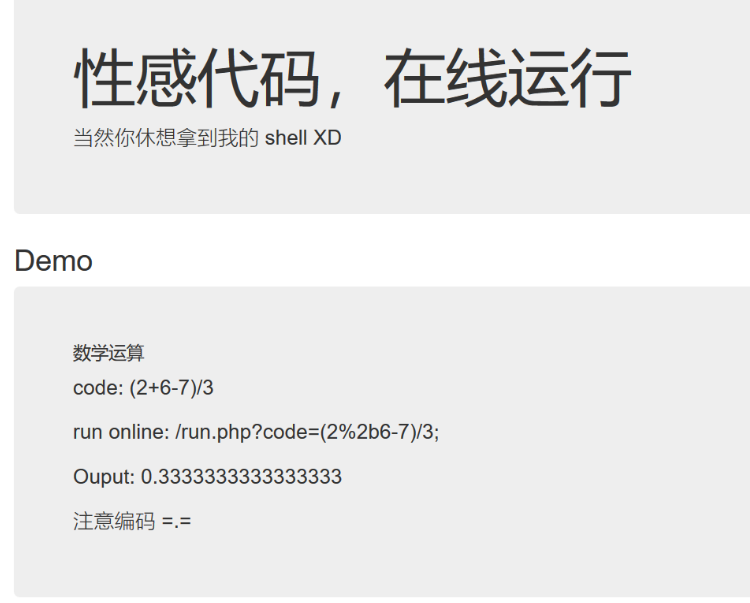 性感代码，在线运行
当然你休想拿到我的 shell XD
Demo
数学运算
code: (2+6-7)/3
run online: /run.php?code=(2%2b6-7)/3;
Ouput: 0.3333333333333333
注意编码 =.=